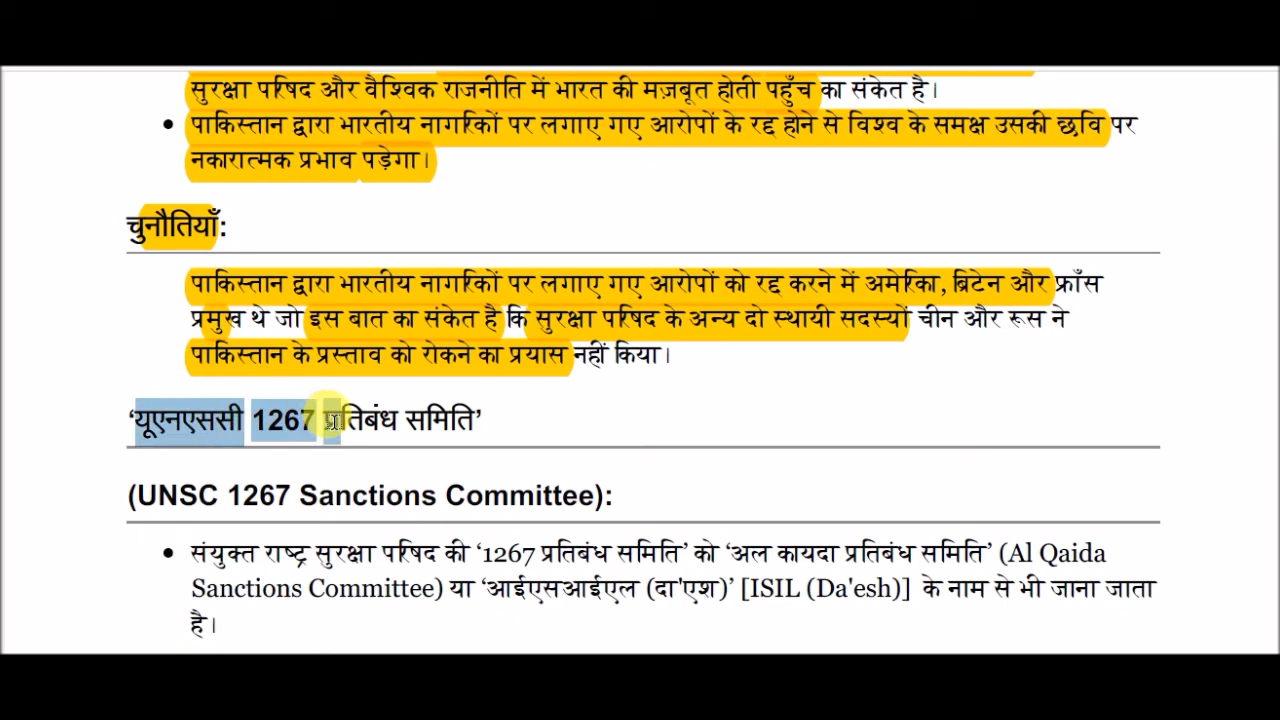 सुरक्षा परिषद और वैश्विक राजनीति में भारत की मज़बूत होती पहुँच का संकेत है।
• पाकिस्तान द्वारा भारतीय नागरिकों पर लगाए गए आरोपों के रद्द होने से विश्व के समक्ष उसकी छवि पर
नकारात्मक प्रभाव पड़ेगा।
चुनौतियाँ:
पाकिस्तान द्वारा भारतीय नागरिकों पर लगाए गए आरोपों को रद्द करने में अमेरिका, ब्रिटेन और फ्राँस
प्रमुख थे जो इस बात का संकेत है कि सुरक्षा परिषद के अन्य दो स्थायी सदस्यों चीन और रूस ने
पाकिस्तान के प्रस्ताव को रोकने का प्रयास नहीं किया।
‘यूएनएससी 1267 प्रतिबंध समिति’
(UNSC 1267 Sanctions Committee):
• संयुक्त राष्ट्र सुरक्षा परिषद की ‘1267 प्रतिबंध समिति’ को ‘अल कायदा प्रतिबंध समिति’ (Al Qaida
Sanctions Committee) या ‘आईएसआईएल (दा'एश)’ [ISIL (Da'esh)] के नाम से भी जाना जाता
है।